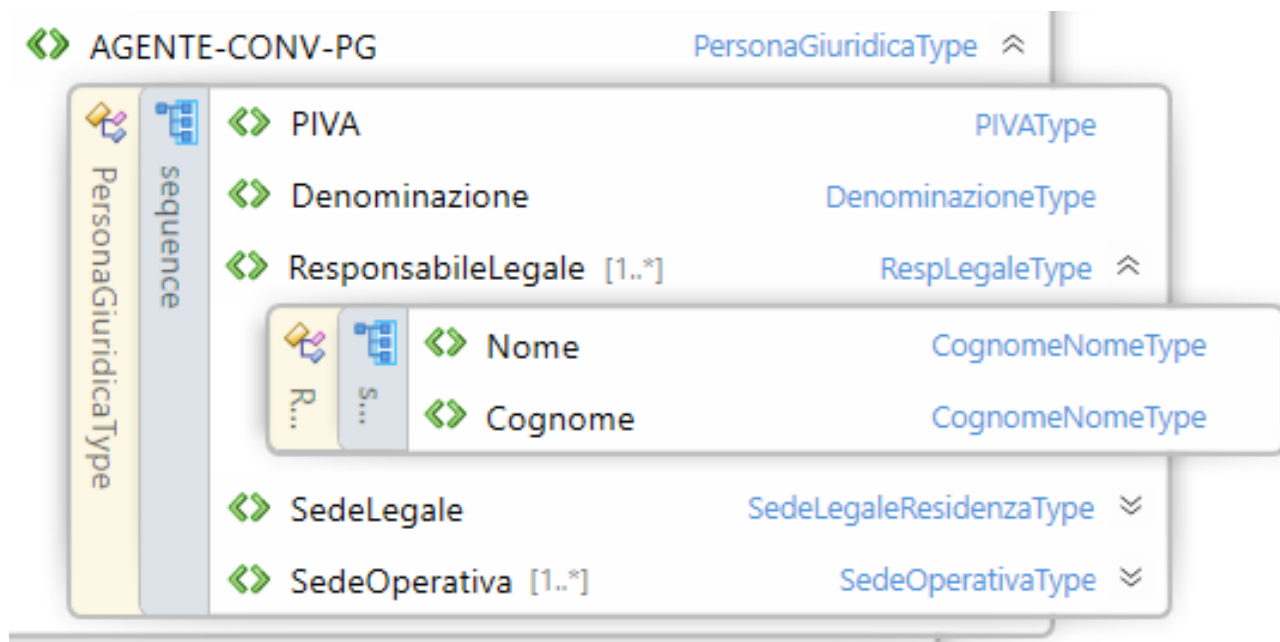 AGENTE-CONV-PG PersonaGiuridicaType
PersonaGiuridicaType
sequence
PIVA PIVAType
Denominazione DenominazioneType
ResponsabileLegale [1..*] RespLegaleType
R...
s...
Nome CognomeNomeType
Cognome CognomeNomeType
SedeLegale SedeLegaleResidenzaType
SedeOperativa [1..*] SedeOperativaType